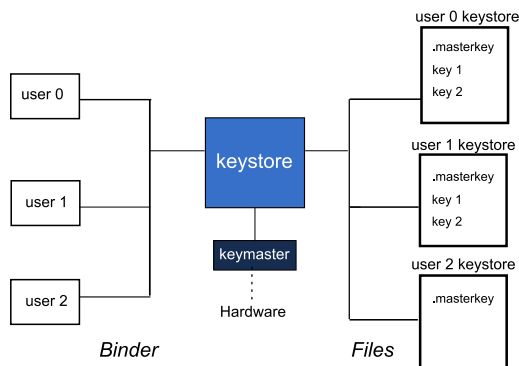 user 0 keystore
.masterkey
key 1
key 2
user 0
user 1
user 2
keystore
keymaster
Hardware
user 1 keystore
.masterkey
key 1
key 2
user 2 keystore
.masterkey
Binder
Files